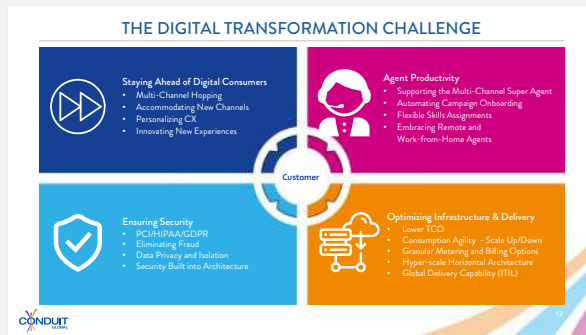 THE DIGITAL TRANSFORMATION CHALLENGE
Staying Ahead of Digital Consumers
• Multi-Channel Hopping
• Accommodating New Channels
• Personalizing CX
• Innovating New Experiences
Agent Productivity
• Supporting the Multi-Channel Super Agent
• Automating Campaign Onboarding
• Flexible Skills Assignments
• Embracing Remote and
Work-from-Home Agents
Customer
Ensuring Security
• PCI/HIPAA/GDPR
• Eliminating Fraud
• Data Privacy and Isolation
• Security Built into Architecture
Optimizing Infrastructure & Delivery
• Lower TCO
• Consumption Agility - Scale Up/Down
• Granular Metering and Billing Options
• Hyper-scale Horizontal Architecture
• Global Delivery Capability (ITIL)
CONDUIT
GLOBAL
12